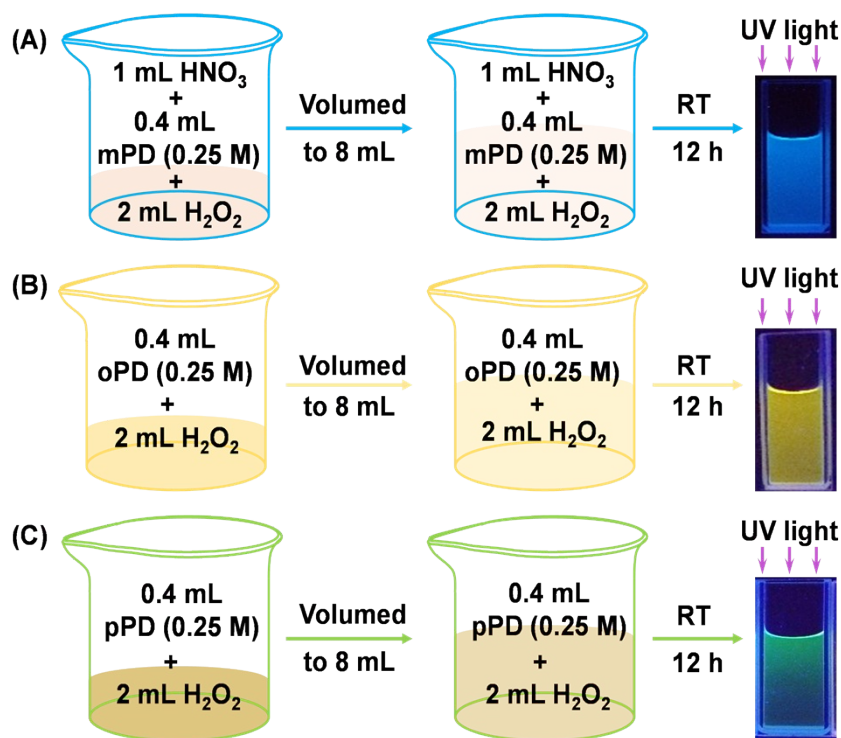 (A)
1 mL HNO₃
+
0.4 mL
mPD (0.25 M)
+
2 mL H₂O₂
Volumed
to 8 mL
1 mL HNO₃
+
0.4 mL
mPD (0.25 M)
+
2 mL H₂O₂
RT
12 h
UV light
(B)
0.4 mL
oPD (0.25 M)
+
2 mL H₂O₂
Volumed
to 8 mL
0.4 mL
oPD (0.25 M)
+
2 mL H₂O₂
RT
12 h
UV light
(C)
0.4 mL
pPD (0.25 M)
+
2 mL H₂O₂
Volumed
to 8 mL
0.4 mL
pPD (0.25 M)
+
2 mL H₂O₂
RT
12 h
UV light